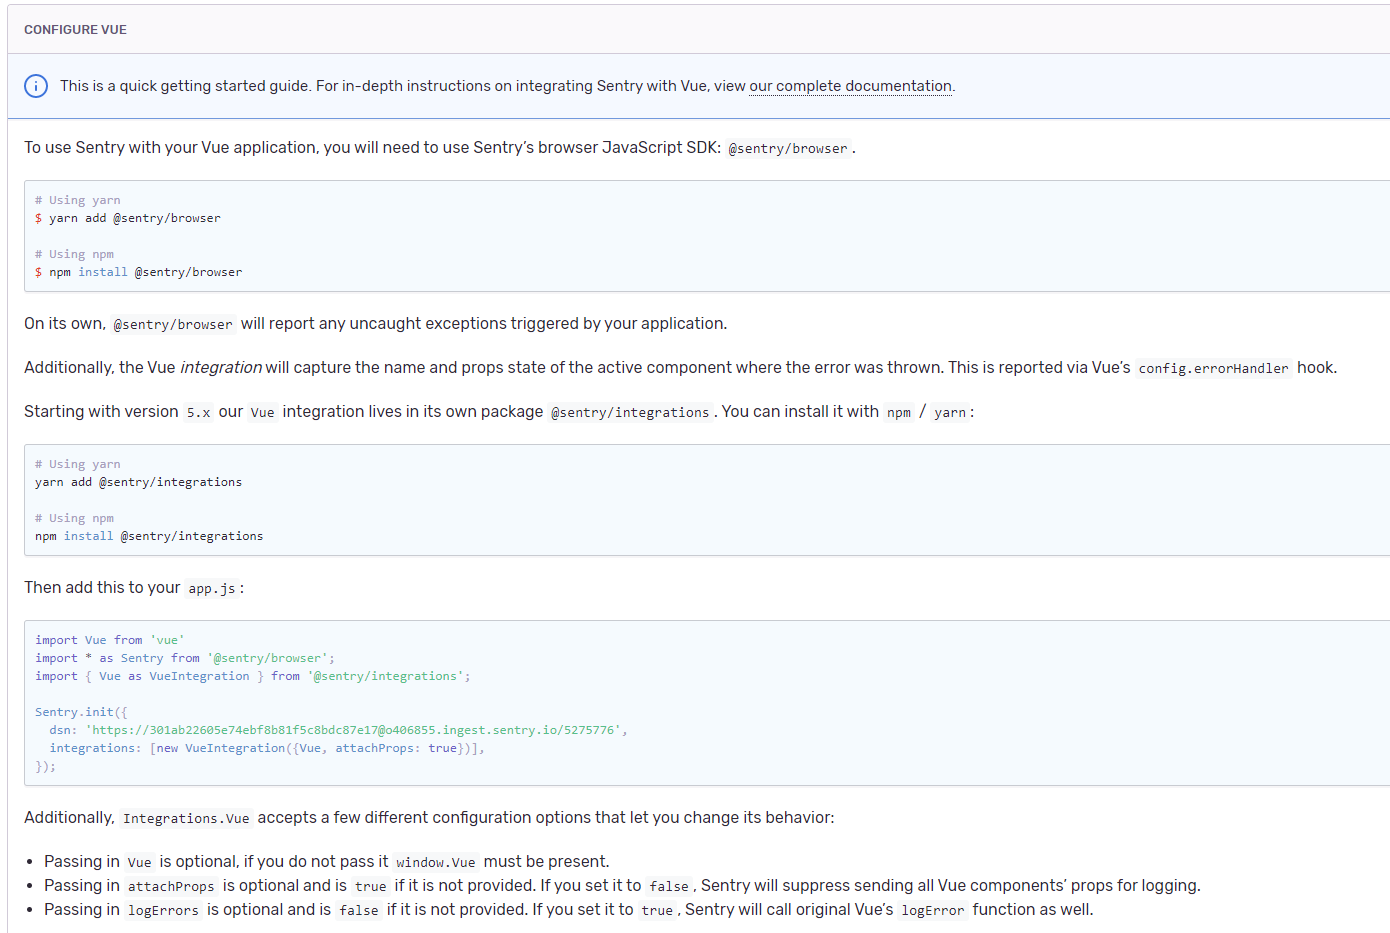 CONFIGURE VUE
This is a quick getting started guide. For in-depth instructions on integrating Sentry with Vue, view our complete documentation.
To use Sentry with your Vue application, you will need to use Sentry’s browser JavaScript SDK: @sentry/browser .
# Using yarn
$ yarn add @sentry/browser
# Using npm
$ npm install @sentry/browser
On its own, @sentry/browser will report any uncaught exceptions triggered by your application.
Additionally, the Vue integration will capture the name and props state of the active component where the error was thrown. This is reported via Vue’s config.errorHandler hook.
Starting with version 5.x our Vue integration lives in its own package @sentry/integrations . You can install it with npm / yarn :
# Using yarn
yarn add @sentry/integrations
# Using npm
npm install @sentry/integrations
Then add this to your app.js :
import Vue from 'vue'
import * as Sentry from '@sentry/browser';
import { Vue as VueIntegration } from '@sentry/integrations';
Sentry.init({
  dsn: 'https://301ab22605e74ebf8b81f5c8bdc87e17@o406855.ingest.sentry.io/5275776',
  integrations: [new VueIntegration({Vue, attachProps: true})],
});
Additionally, Integrations.Vue accepts a few different configuration options that let you change its behavior:
• Passing in Vue is optional, if you do not pass it window.Vue must be present.
• Passing in attachProps is optional and is true if it is not provided. If you set it to false , Sentry will suppress sending all Vue components’ props for logging.
• Passing in logErrors is optional and is false if it is not provided. If you set it to true , Sentry will call original Vue’s logError function as well.